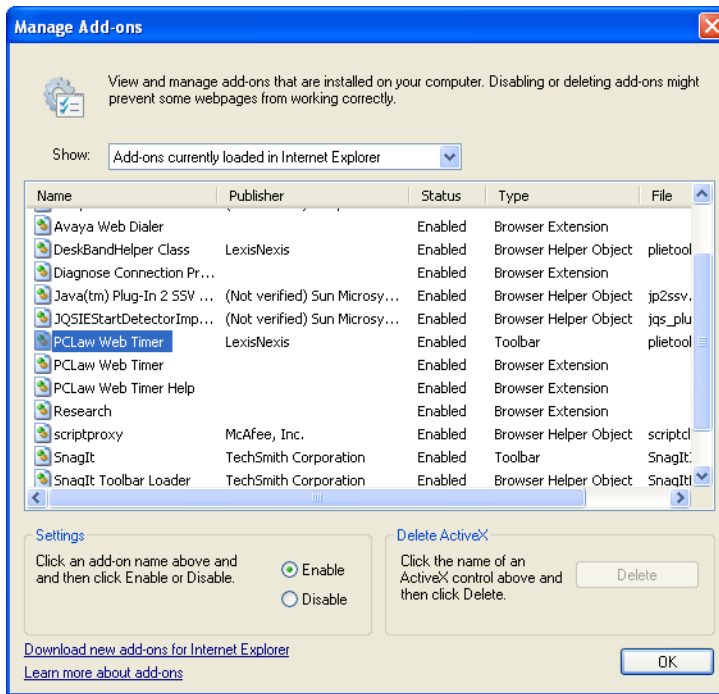 Manage Add-ons
View and manage add-ons that are installed on your computer. Disabling or deleting add-ons might
prevent some webpages from working correctly.
Show: Add-ons currently loaded in Internet Explorer
Name Publisher Status Type File
Avaya Web Dialer Enabled Browser Extension
DeskBandHelper Class LexisNexis Enabled Browser Helper Object plietool
Diagnose Connection Pr... Enabled Browser Extension
Java(tm) Plug-In 2 SSV ... (Not verified) Sun Microsy... Enabled Browser Helper Object jp2ssv.
JQSIEStartDetectorImp... (Not verified) Sun Microsy... Enabled Browser Helper Object jqs_plu
PCLaw Web Timer LexisNexis Enabled Toolbar plietool
PCLaw Web Timer Enabled Browser Extension
PCLaw Web Timer Help Enabled Browser Extension
Research Enabled Browser Extension
scriptproxy McAfee, Inc. Enabled Browser Helper Object scriptcl
SnagIt TechSmith Corporation Enabled Toolbar SnagIt
SnagIt Toolbar Loader TechSmith Corporation Enabled Browser Helper Object SnagIt
Settings
Click an add-on name above and
and then click Enable or Disable.
Enable
Disable
Delete ActiveX
Click the name of an
ActiveX control above and
then click Delete.
Delete
Download new add-ons for Internet Explorer
Learn more about add-ons
OK